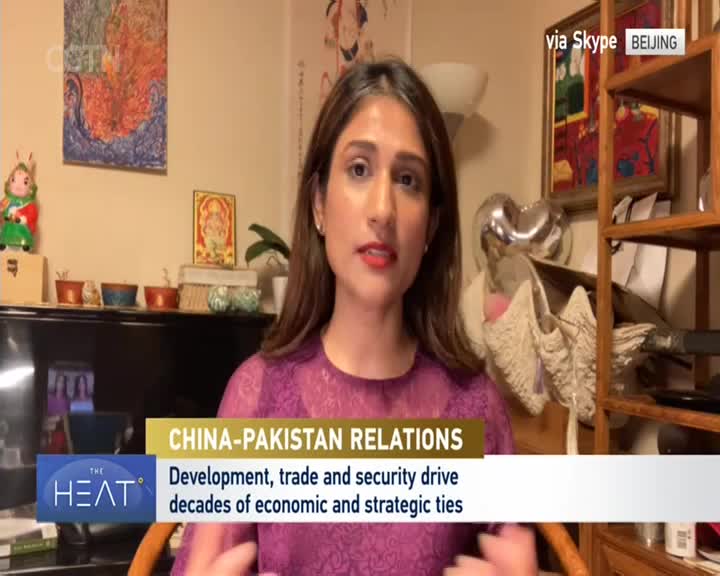 CGTN
via Skype BEIJING
CHINA-PAKISTAN RELATIONS
THE
HEAT
Development, trade and security drive
decades of economic and strategic ties